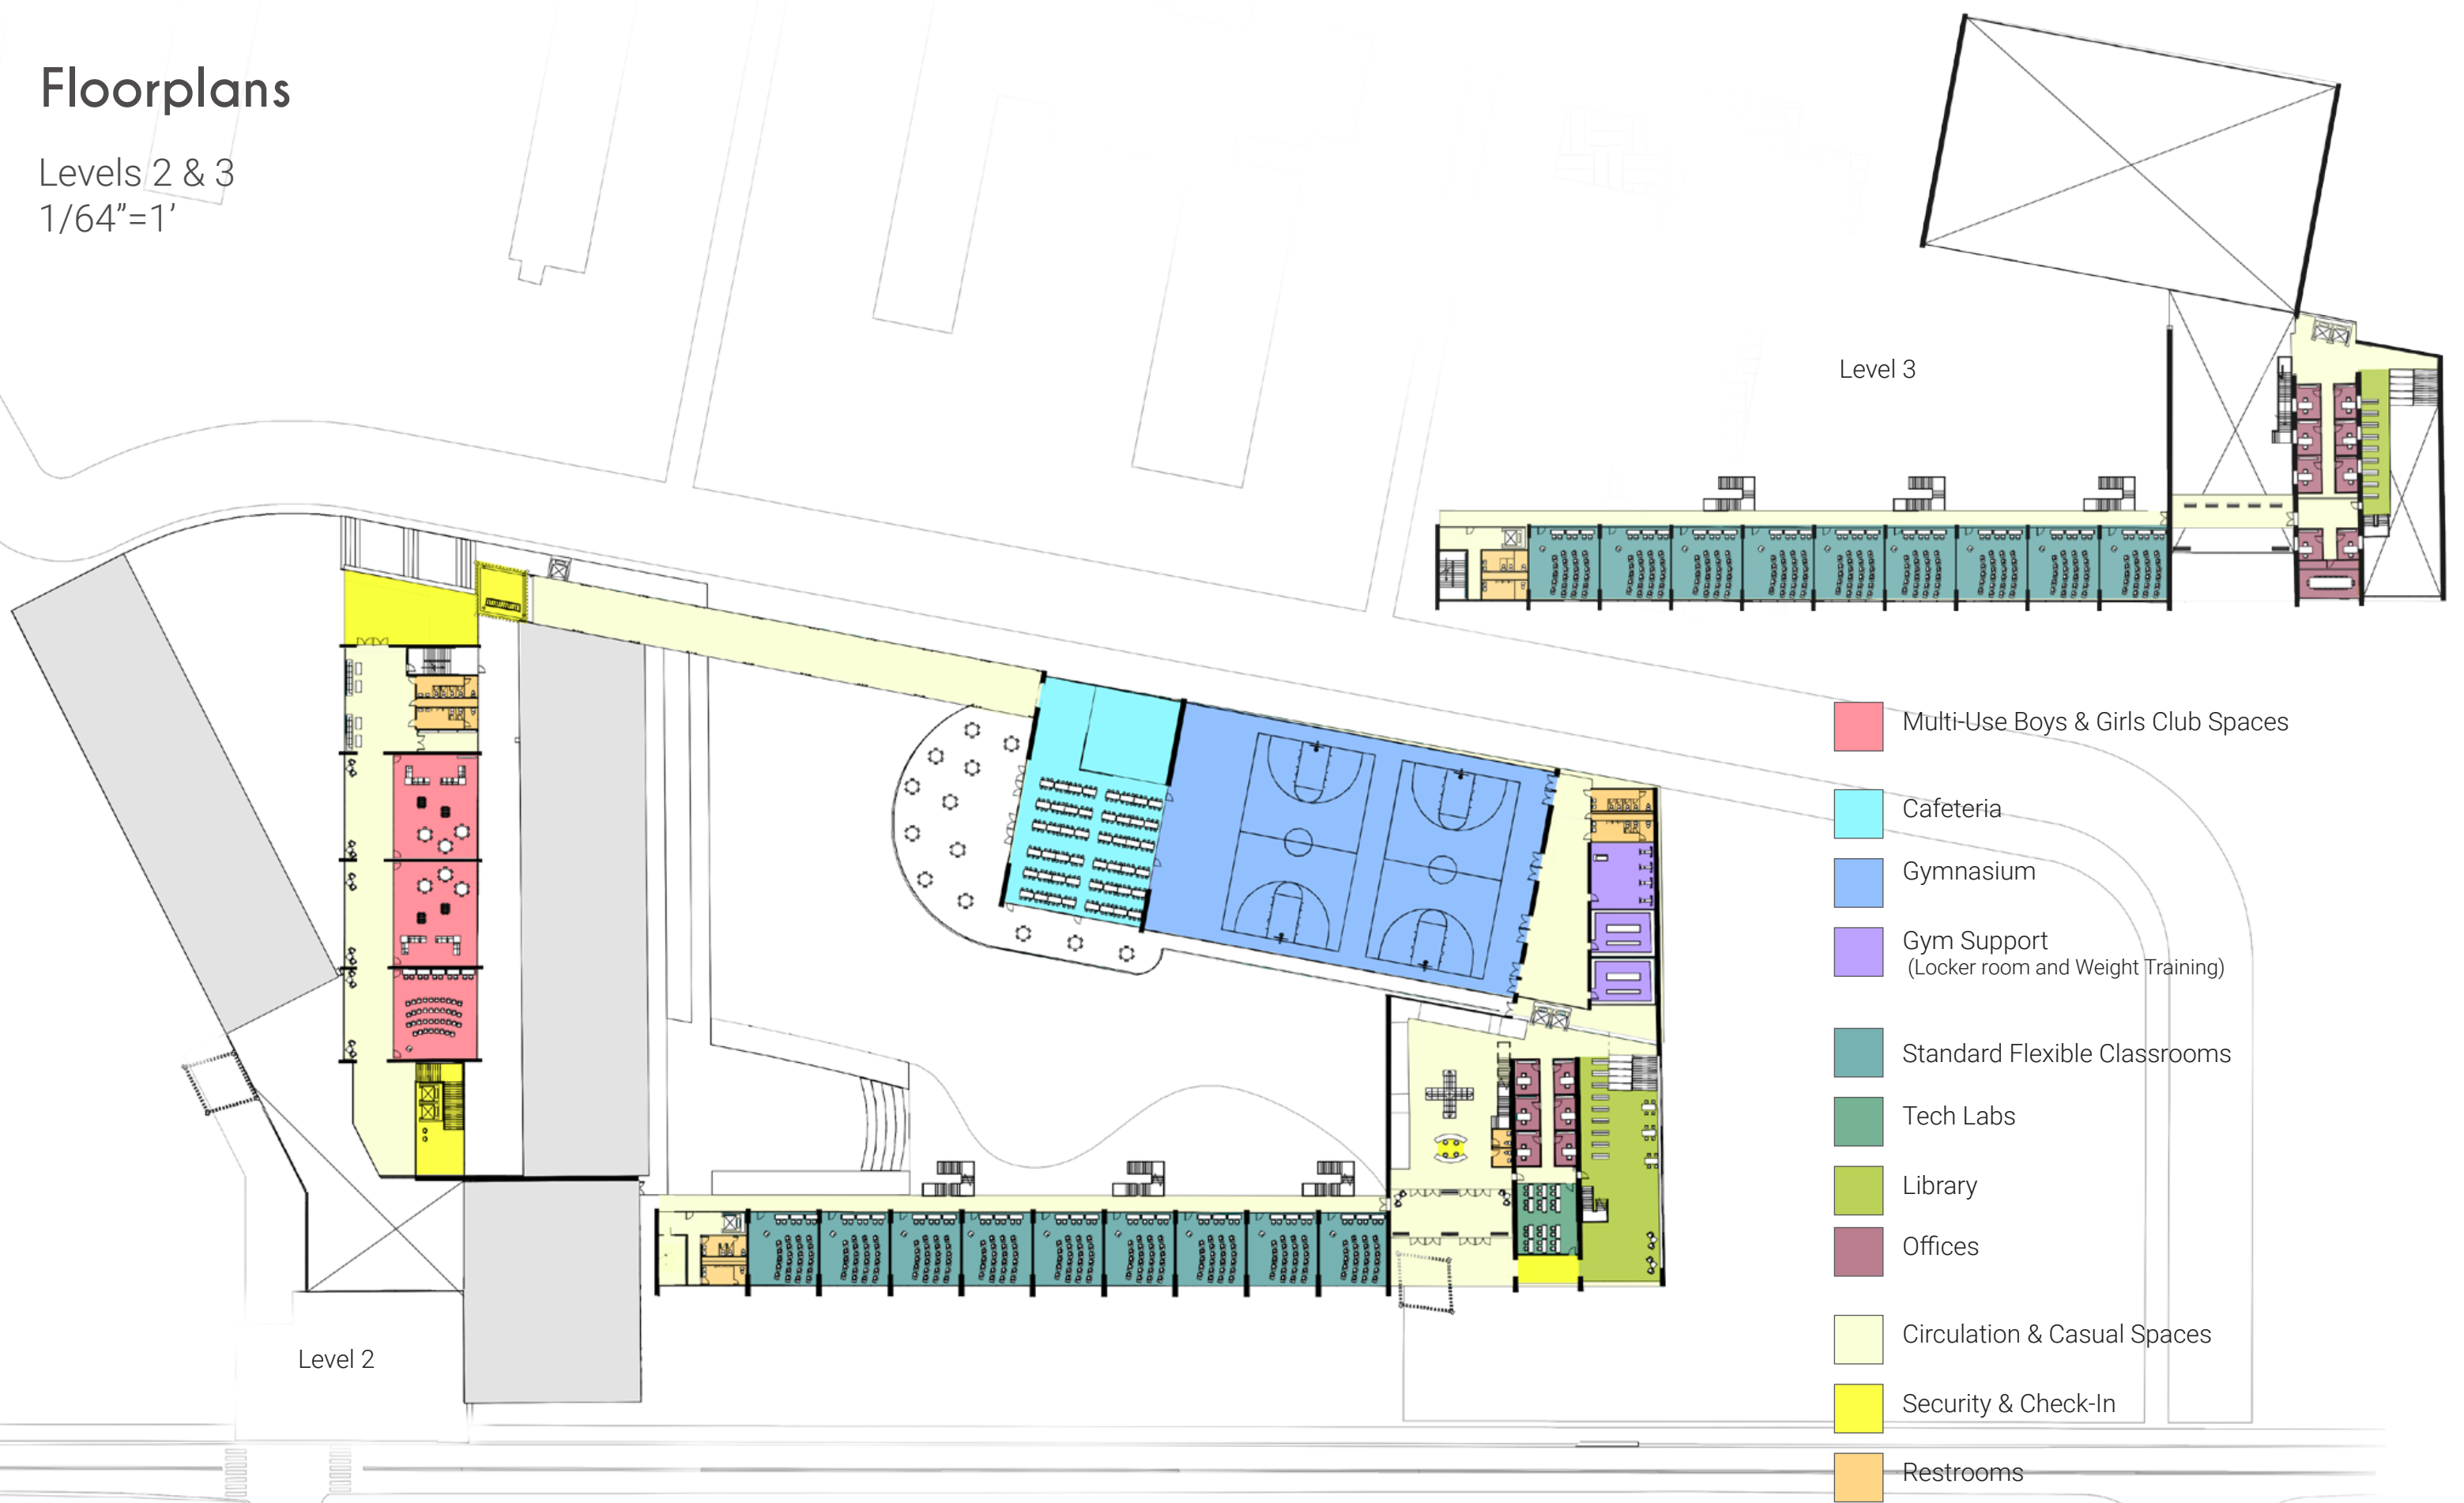 Floorplans
Levels 2 & 3
1/64”=1’
Level 3
Multi-Use Boys & Girls Club Spaces
Cafeteria
Gymnasium
Gym Support
(Locker room and Weight Training)
Standard Flexible Classrooms
Tech Labs
Library
Offices
Circulation & Casual Spaces
Security & Check-In
Restrooms
Level 2